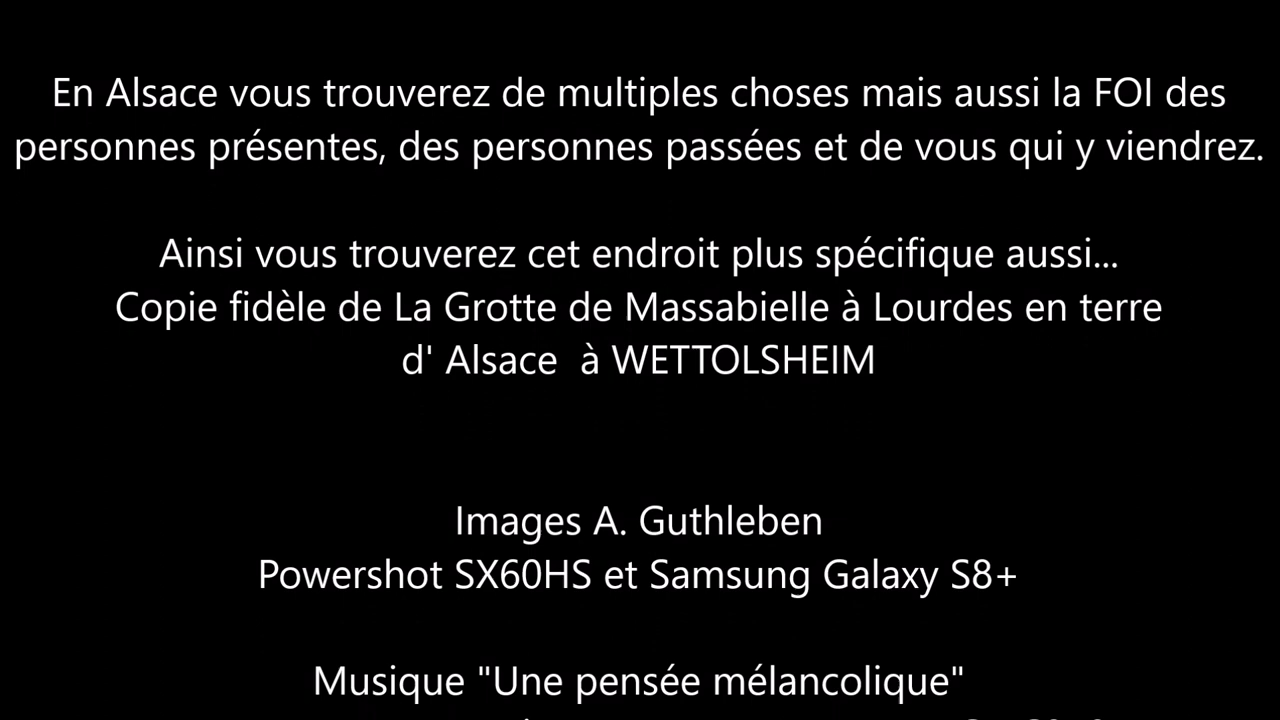 En Alsace vous trouverez de multiples choses mais aussi la FOI des
personnes présentes, des personnes passées et de vous qui y viendrez.
Ainsi vous trouverez cet endroit plus spécifique aussi...
Copie fidèle de La Grotte de Massabielle à Lourdes en terre
d' Alsace  à WETTOLSHEIM
Images A. Guthleben
Powershot SX60HS et Samsung Galaxy S8+
Musique "Une pensée mélancolique"